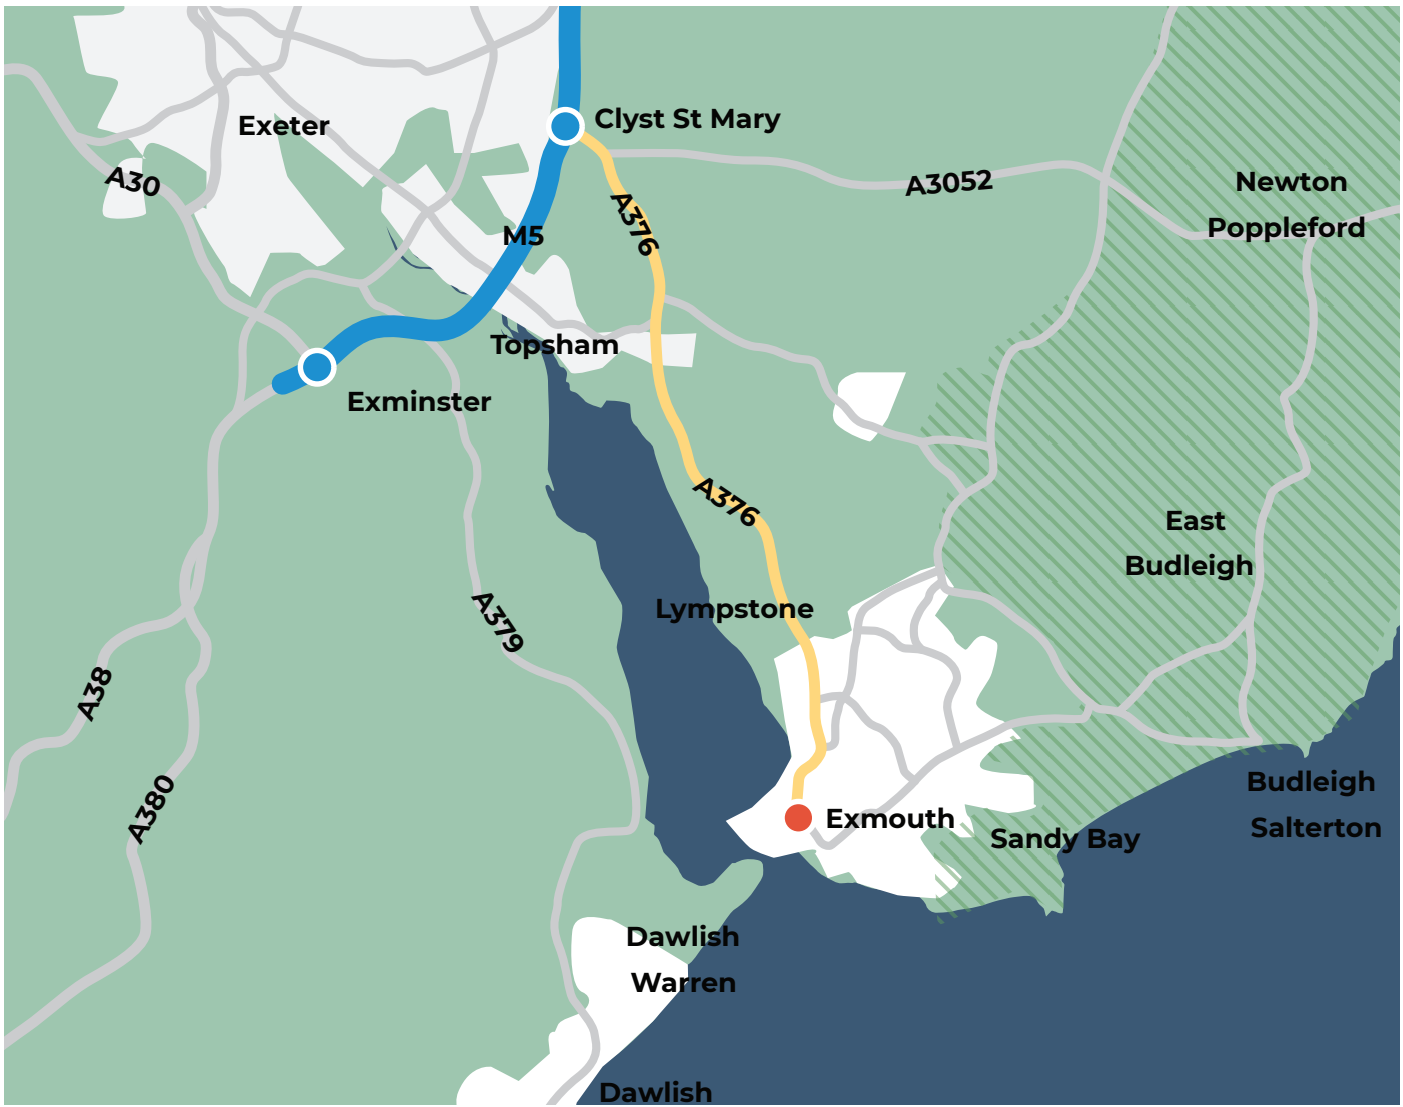 Clyst St Mary
Exeter
A30
A3052
Newton
Poppleford
A376
M5
Topsham
Exminster
A376
East
Budleigh
Lympstone
A379
A38
A380
Budleigh
Salterton
Exmouth
Sandy Bay
Dawlish
Warren
Dawlish